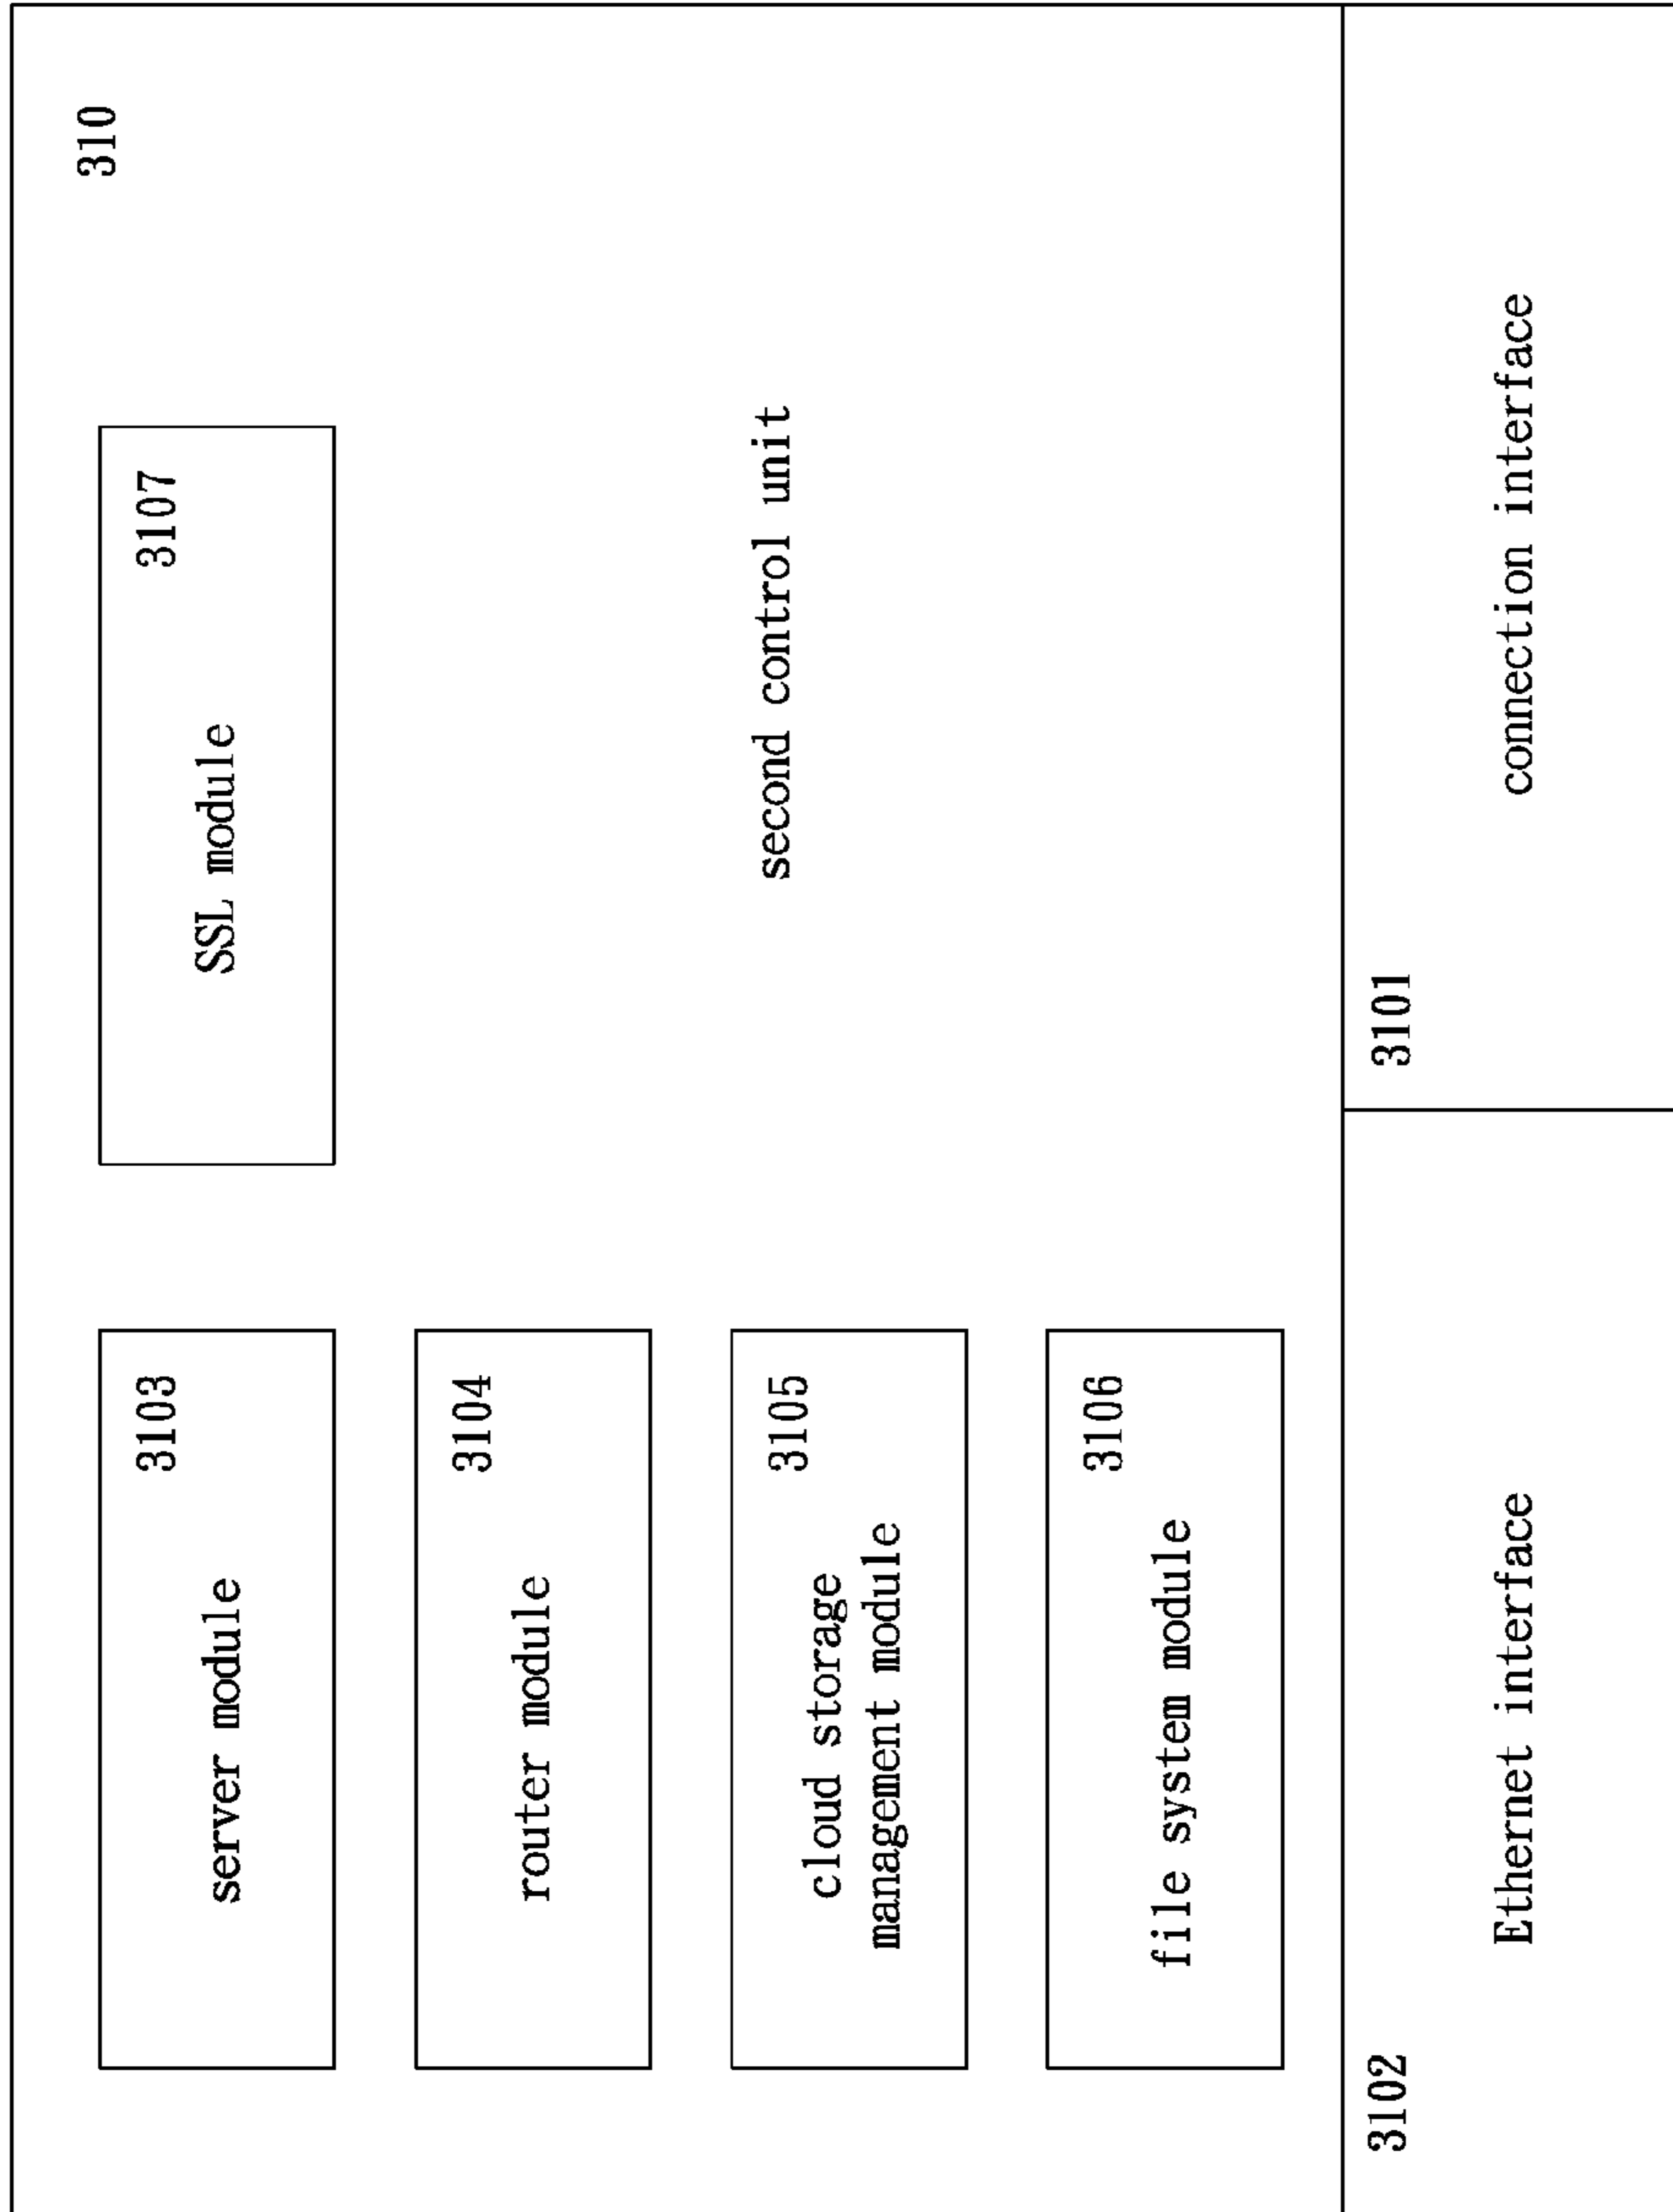 310
3103
server module
3107
SSL module
3104
router module
second control unit
3105
cloud storage
management module
3106
file system module
3102
Ethernet interface
3101
connection interface